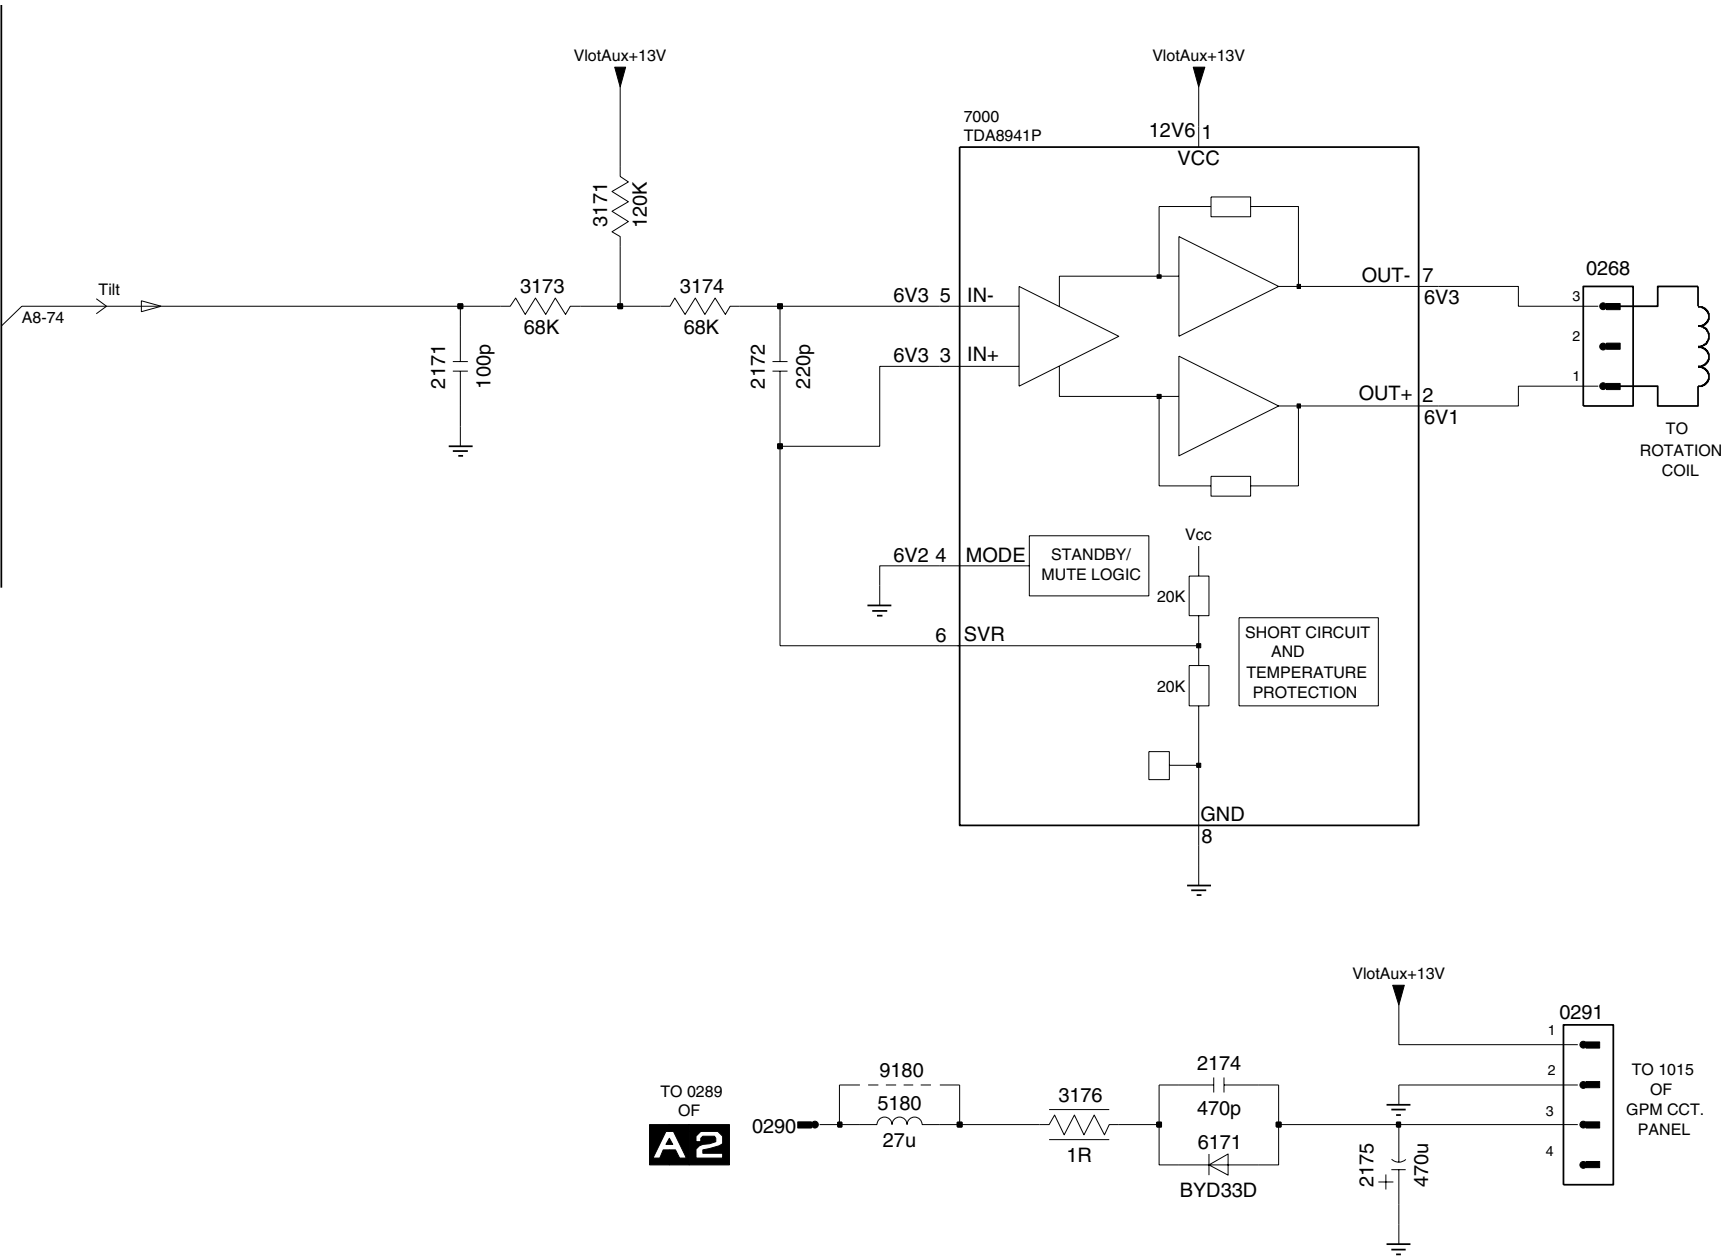 VlotAux+13V
VlotAux+13V
7000
TDA8941P
12V6 1
VCC
3171
120K
Tilt
A8-74
3173
68K
3174
68K
2171
100p
2172
220p
6V3 5 IN-
6V3 3 IN+
OUT- 7
6V3
OUT+ 2
6V1
0268
3
2
1
TO
ROTATION
COIL
6V2 4 MODE
STANDBY/
MUTE LOGIC
Vcc
20K
6 SVR
20K
SHORT CIRCUIT
AND
TEMPERATURE
PROTECTION
GND
8
VlotAux+13V
0291
1
2
3
4
TO 1015
OF
GPM CCT.
PANEL
TO 0289
OF
A2
0290
9180
5180
27u
3176
1R
2174
470p
6171
BYD33D
2175
+
470u